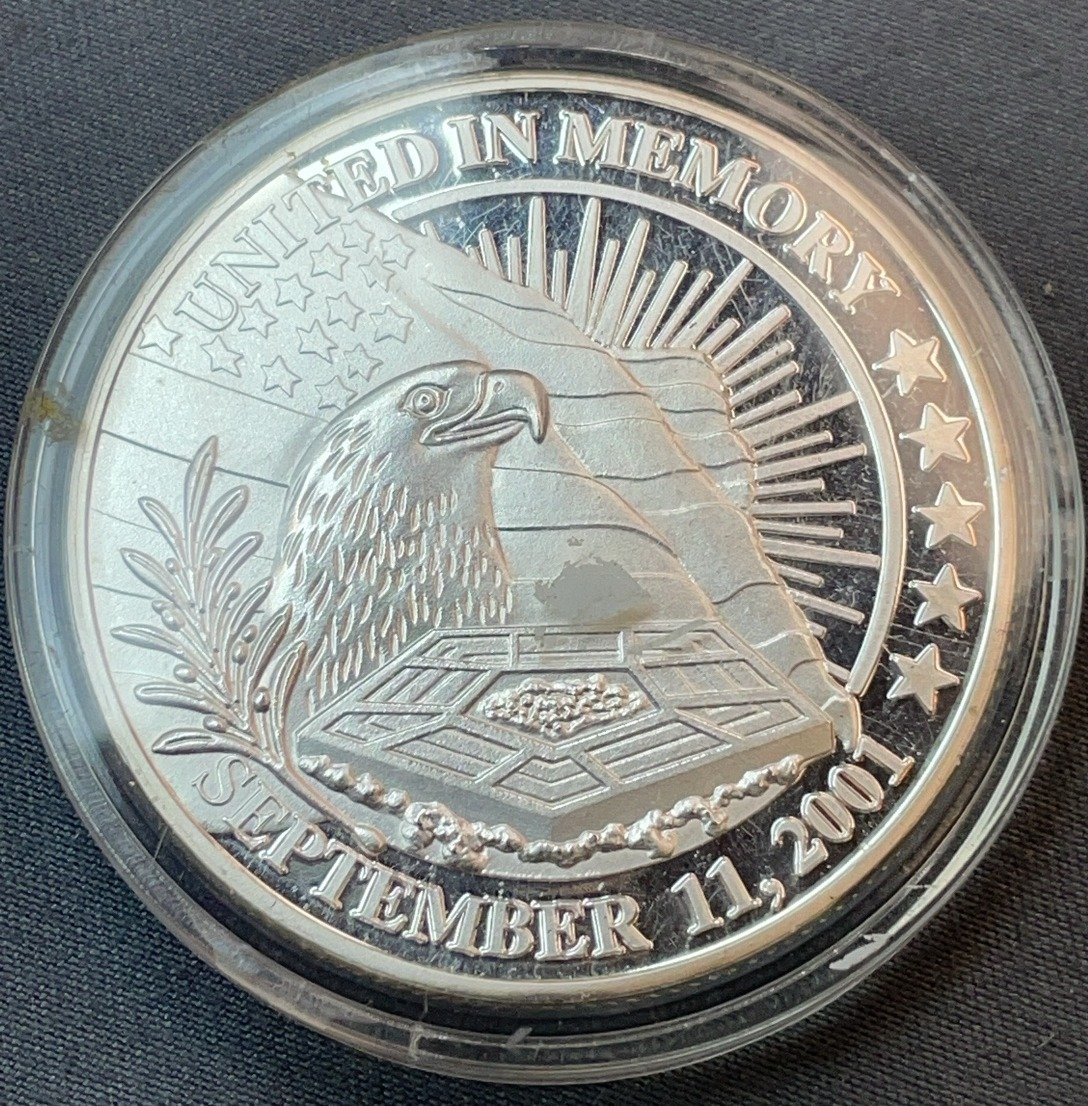 UNITED IN MEMORY
SEPTEMBER 11, 2001